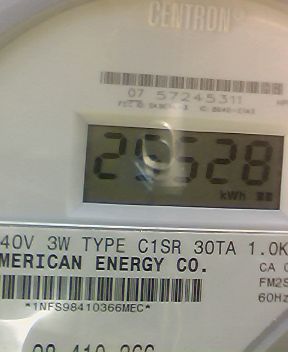 CENTRON®
07 57245311
29528
kWh
40V 3W TYPE C1SR 30TA 1.0K
MERICAN ENERGY CO.
CA 0
FM2S
60Hz
*1NFS98410366MEC*